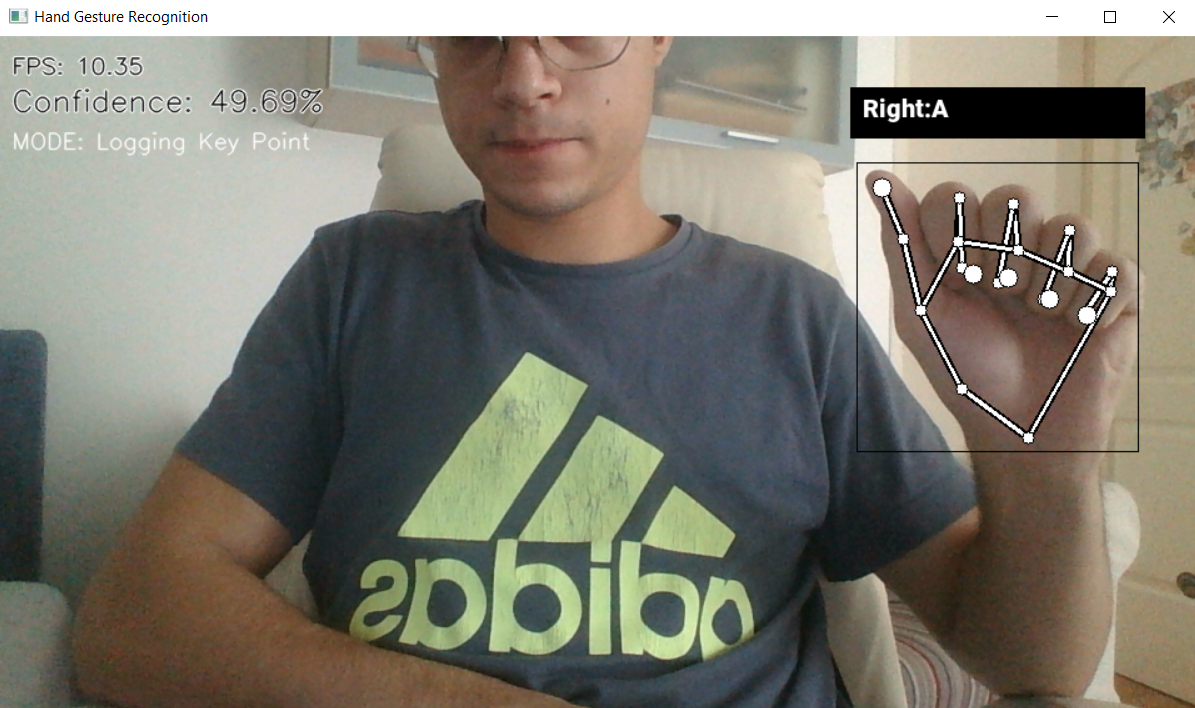 Hand Gesture Recognition
FPS: 10.35
Confidence: 49.69%
MODE: Logging Key Point
Right:A
adidas